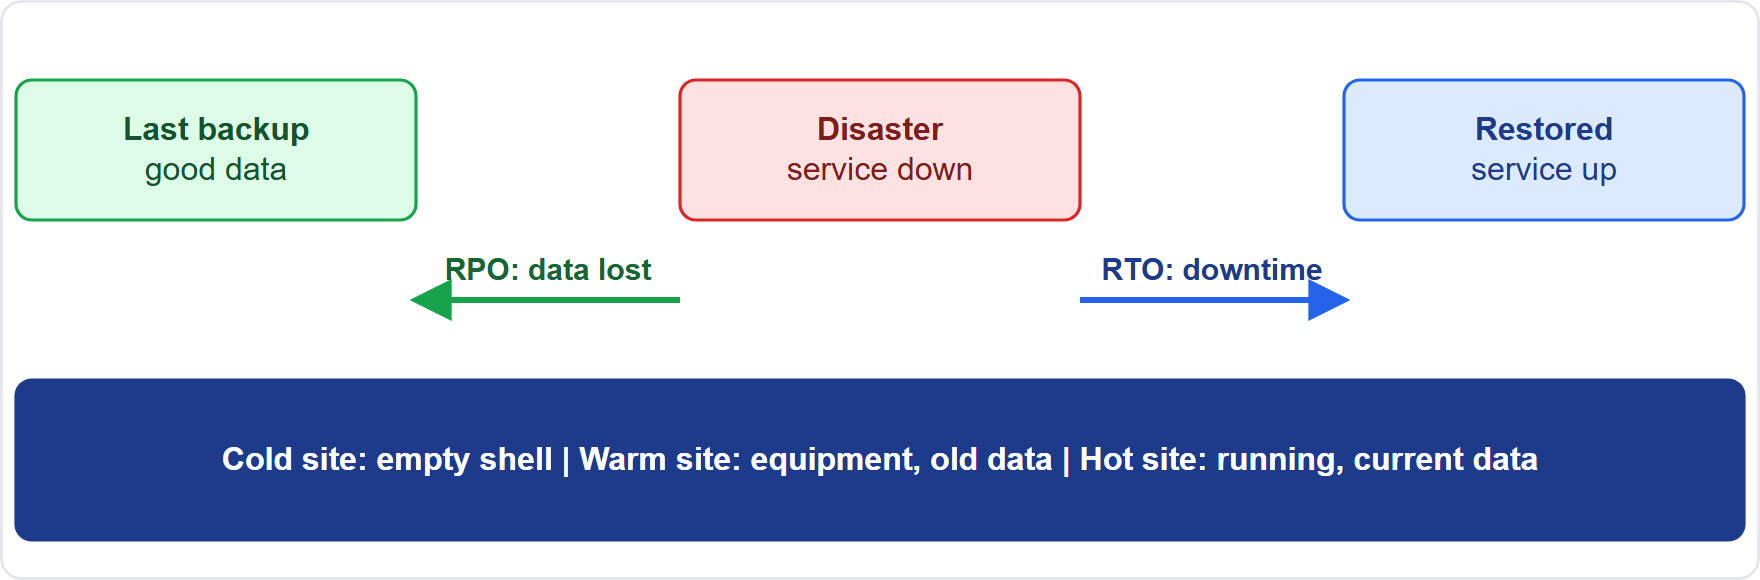 Last backup
good data
Disaster
service down
Restored
service up
RPO: data lost
RTO: downtime
Cold site: empty shell | Warm site: equipment, old data | Hot site: running, current data